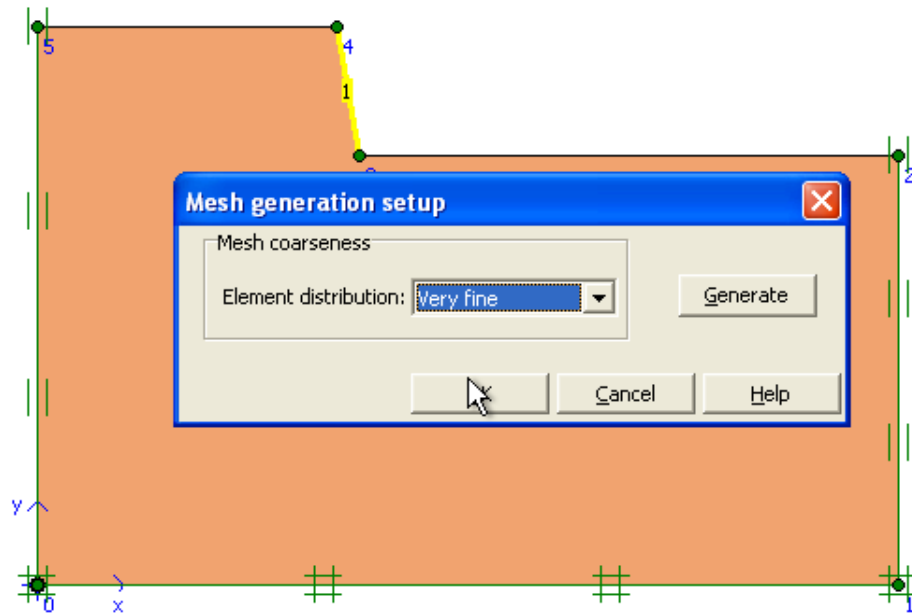 5
4
1
2
Mesh generation setup
Mesh coarseness
Element distribution: Very fine
Generate
Cancel
Help
y
0
x
1